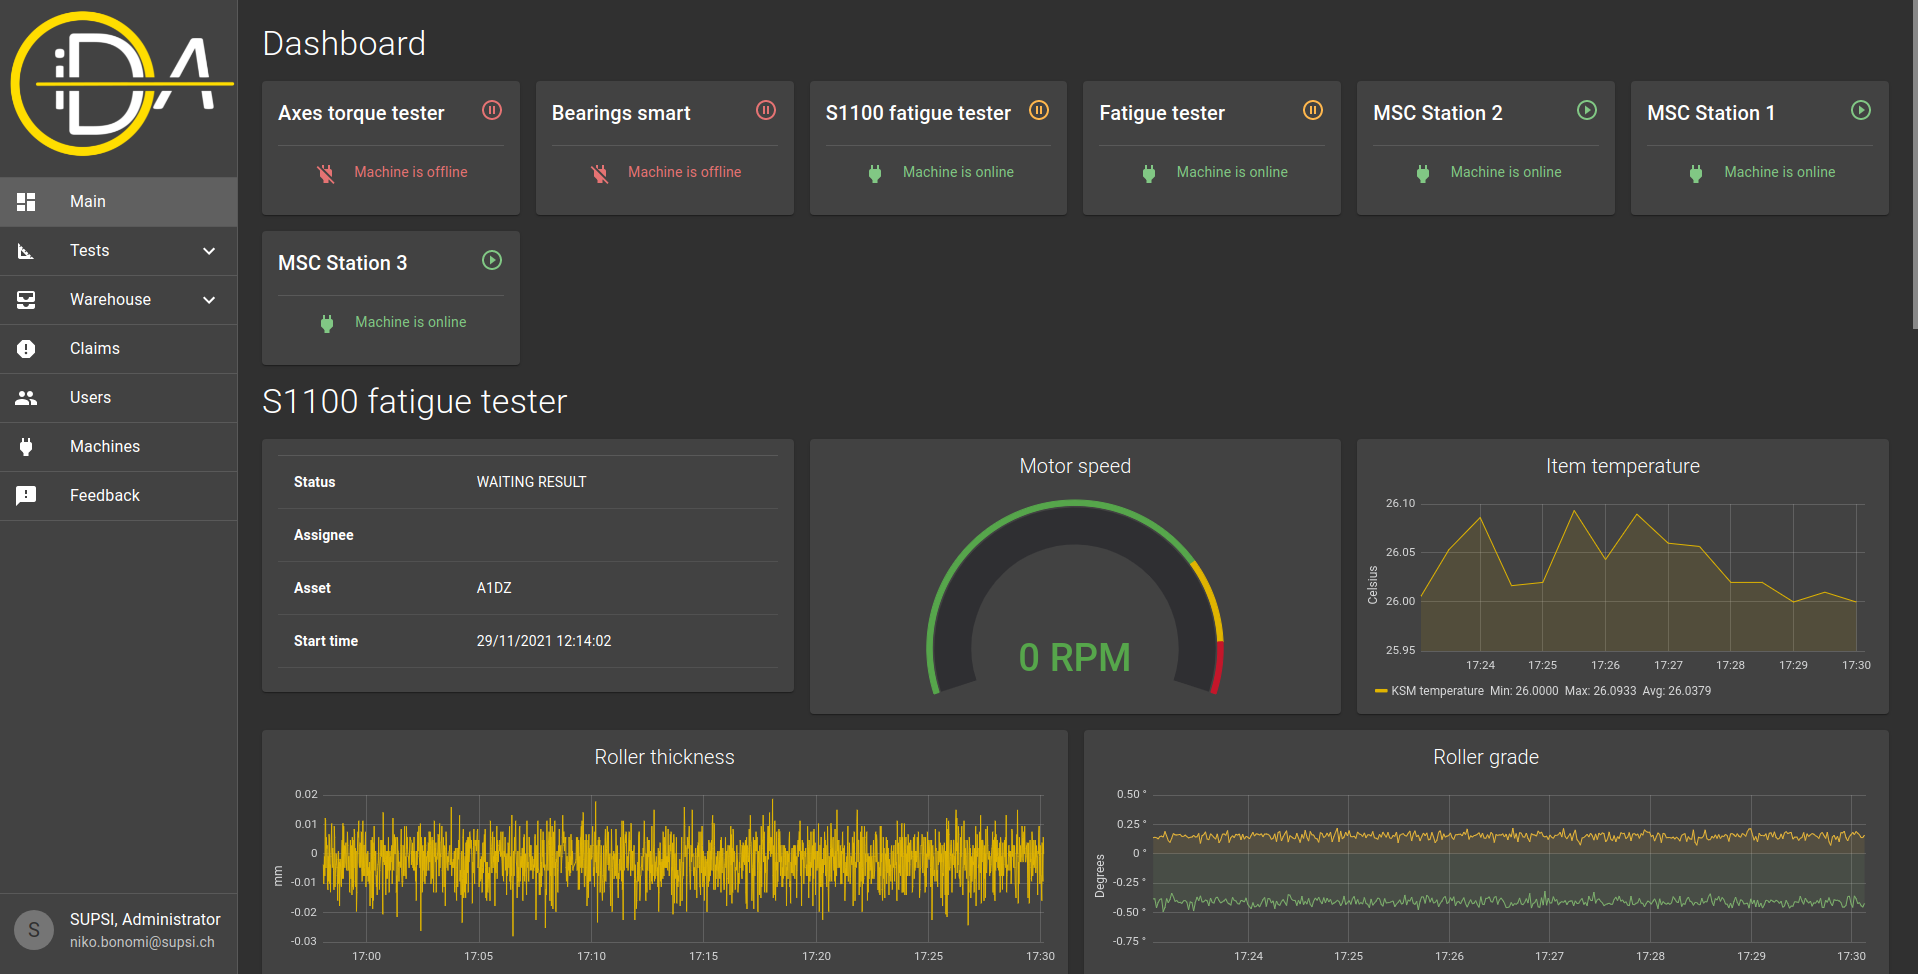 iDA
Dashboard
Axes torque tester
Machine is offline
Bearings smart
Machine is offline
S1100 fatigue tester
Machine is online
Fatigue tester
Machine is online
MSC Station 2
Machine is online
MSC Station 1
Machine is online
MSC Station 3
Machine is online
Main
Tests
Warehouse
Claims
Users
Machines
Feedback
S
SUPSI, Administrator
niko.bonomi@supsi.ch
S1100 fatigue tester
Status WAITING RESULT
Assignee
Asset A1DZ
Start time 29/11/2021 12:14:02
Motor speed
0 RPM
Item temperature
Celsius
26.10
26.05
26.00
25.95
17:24 17:25 17:26 17:27 17:28 17:29 17:30
KSM temperature Min: 26.0000 Max: 26.0933 Avg: 26.0379
Roller thickness
mm
0.02
0.01
0
-0.01
-0.02
-0.03
17:00 17:05 17:10 17:15 17:20 17:25 17:30
Roller grade
Degrees
0.50 °
0.25 °
0 °
-0.25 °
-0.50 °
-0.75 °
17:24 17:25 17:26 17:27 17:28 17:29 17:30